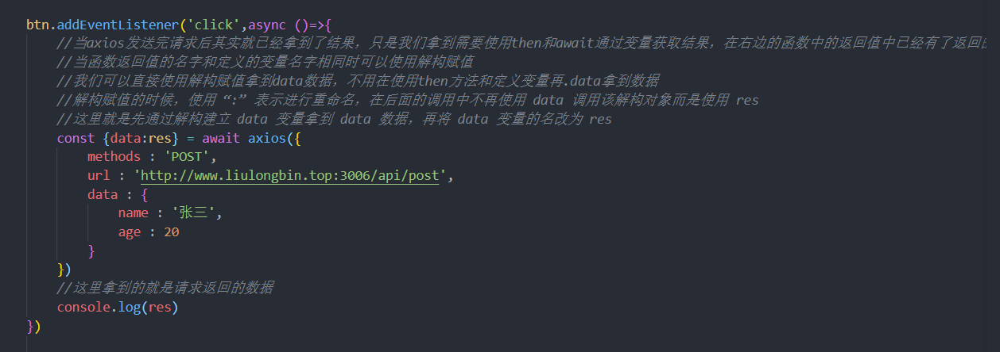 btn.addEventListener('click',async ()=>{
//当axios发送完请求后其实就已经拿到了结果，只是我们拿到需要使用then和await通过变量获取结果，在右边的函数中的返回值中已经有了返回
//当函数返回值的名字和定义的变量名字相同时可以使用解构赋值
//我们可以直接使用解构赋值拿到data数据，不用在使用then方法和定义变量再.data拿到数据
//解构赋值的时候，使用“:”表示进行重命名，在后面的调用中不再使用 data 调用该解构对象而是使用 res
//这里就是先通过解构建立 data 变量拿到 data 数据，再将 data 变量的名改为 res
const {data:res} = await axios({
methods : 'POST',
url : 'http://www.liulongbin.top:3006/api/post',
data : {
name : '张三',
age : 20
}
})
//这里拿到的就是请求返回的数据
console.log(res)
})